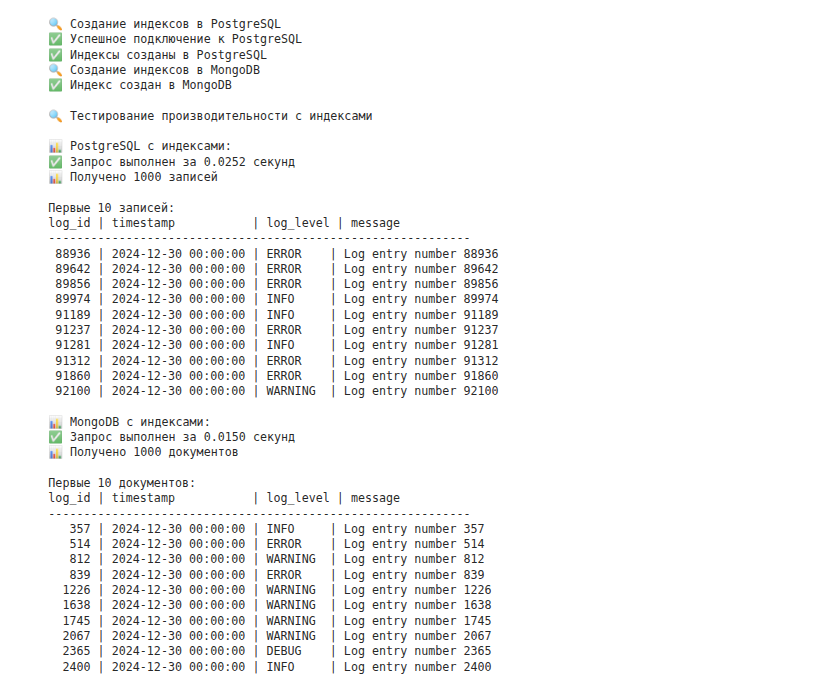 🔍 Создание индексов в PostgreSQL
✅ Успешное подключение к PostgreSQL
✅ Индексы созданы в PostgreSQL
🔍 Создание индексов в MongoDB
✅ Индекс создан в MongoDB
🔍 Тестирование производительности с индексами
📊 PostgreSQL с индексами:
✅ Запрос выполнен за 0.0252 секунд
📊 Получено 1000 записей
Первые 10 записей:
log_id | timestamp           | log_level | message
------------------------------------------------------------
 88936 | 2024-12-30 00:00:00 | ERROR    | Log entry number 88936
 89642 | 2024-12-30 00:00:00 | ERROR    | Log entry number 89642
 89856 | 2024-12-30 00:00:00 | ERROR    | Log entry number 89856
 89974 | 2024-12-30 00:00:00 | INFO     | Log entry number 89974
 91189 | 2024-12-30 00:00:00 | INFO     | Log entry number 91189
 91237 | 2024-12-30 00:00:00 | ERROR    | Log entry number 91237
 91281 | 2024-12-30 00:00:00 | INFO     | Log entry number 91281
 91312 | 2024-12-30 00:00:00 | ERROR    | Log entry number 91312
 91860 | 2024-12-30 00:00:00 | ERROR    | Log entry number 91860
 92100 | 2024-12-30 00:00:00 | WARNING  | Log entry number 92100
📊 MongoDB с индексами:
✅ Запрос выполнен за 0.0150 секунд
📊 Получено 1000 документов
Первые 10 документов:
log_id | timestamp           | log_level | message
------------------------------------------------------------
   357 | 2024-12-30 00:00:00 | INFO     | Log entry number 357
   514 | 2024-12-30 00:00:00 | ERROR    | Log entry number 514
   812 | 2024-12-30 00:00:00 | WARNING  | Log entry number 812
   839 | 2024-12-30 00:00:00 | ERROR    | Log entry number 839
  1226 | 2024-12-30 00:00:00 | WARNING  | Log entry number 1226
  1638 | 2024-12-30 00:00:00 | WARNING  | Log entry number 1638
  1745 | 2024-12-30 00:00:00 | WARNING  | Log entry number 1745
  2067 | 2024-12-30 00:00:00 | WARNING  | Log entry number 2067
  2365 | 2024-12-30 00:00:00 | DEBUG    | Log entry number 2365
  2400 | 2024-12-30 00:00:00 | INFO     | Log entry number 2400